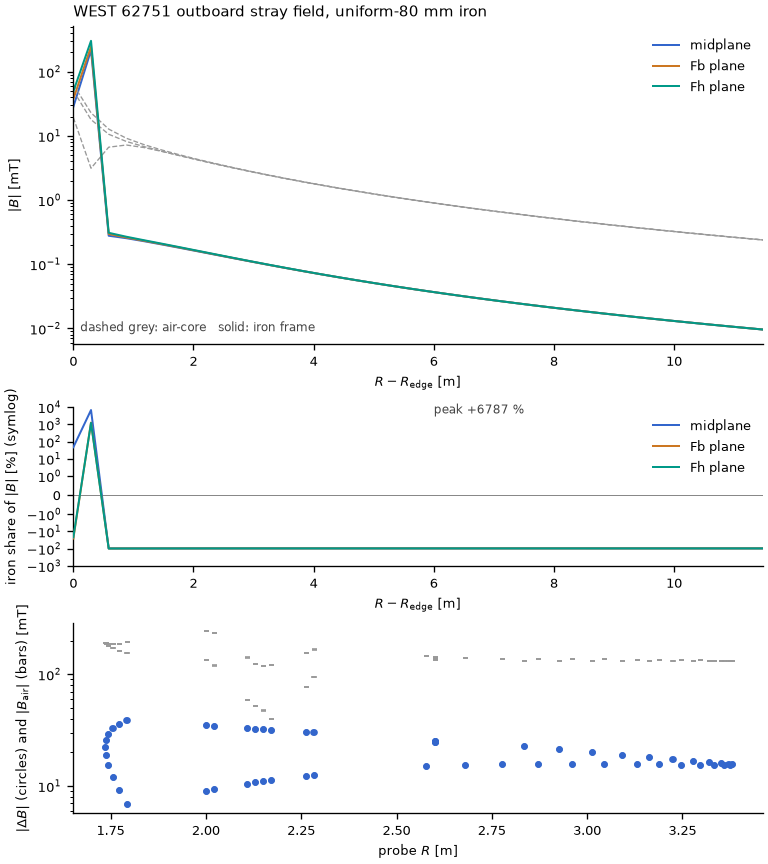 WEST 62751 outboard stray field, uniform-80 mm iron
|B| [mT]
10² 10¹ 10⁰ 10⁻¹ 10⁻²
midplane
Fb plane
Fh plane
dashed grey: air-core   solid: iron frame
0 2 4 6 8 10
R − R_edge [m]
iron share of |B| [%] (symlog)
10⁴ 10³ 10² 10¹ 10⁰ 0 −10⁰ −10¹ −10² −10³
peak +6787 %
midplane
Fb plane
Fh plane
0 2 4 6 8 10
R − R_edge [m]
|ΔB| (circles) and |B_air| (bars) [mT]
10² 10¹
1.75 2.00 2.25 2.50 2.75 3.00 3.25
probe R [m]